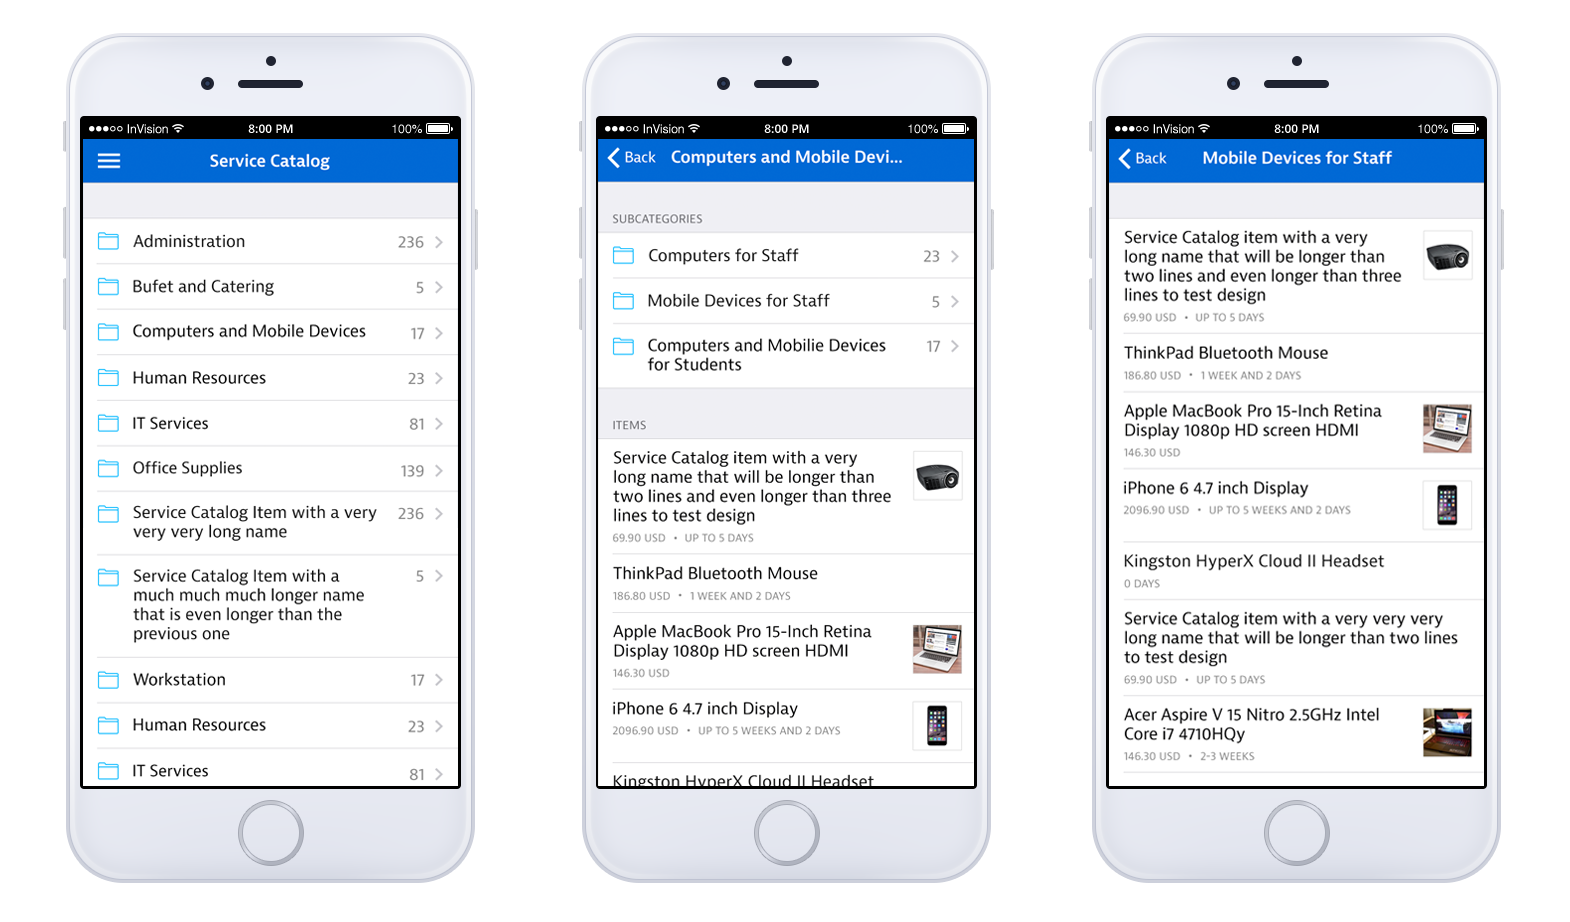 InVision 8:00 PM 100%
Service Catalog
Administration 236
Bufet and Catering 5
Computers and Mobile Devices 17
Human Resources 23
IT Services 81
Office Supplies 139
Service Catalog Item with a very 236
very very long name
Service Catalog Item with a 5
much much much longer name
that is even longer than the
previous one
Workstation 17
Human Resources 23
IT Services 81
InVision 8:00 PM 100%
Back Computers and Mobile Devi...
SUBCATEGORIES
Computers for Staff 23
Mobile Devices for Staff 5
Computers and Mobilie Devices 17
for Students
ITEMS
Service Catalog item with a very
long name that will be longer than
two lines and even longer than three
lines to test design
69.90 USD • UP TO 5 DAYS
ThinkPad Bluetooth Mouse
186.80 USD • 1 WEEK AND 2 DAYS
Apple MacBook Pro 15-Inch Retina
Display 1080p HD screen HDMI
146.30 USD
iPhone 6 4.7 inch Display
2096.90 USD • UP TO 5 WEEKS AND 2 DAYS
Kingston HyperX Cloud II Headset
InVision 8:00 PM 100%
Back Mobile Devices for Staff
Service Catalog item with a very
long name that will be longer than
two lines and even longer than three
lines to test design
69.90 USD • UP TO 5 DAYS
ThinkPad Bluetooth Mouse
186.80 USD • 1 WEEK AND 2 DAYS
Apple MacBook Pro 15-Inch Retina
Display 1080p HD screen HDMI
146.30 USD
iPhone 6 4.7 inch Display
2096.90 USD • UP TO 5 WEEKS AND 2 DAYS
Kingston HyperX Cloud II Headset
0 DAYS
Service Catalog item with a very very very
long name that will be longer than two lines
to test design
69.90 USD • UP TO 5 DAYS
Acer Aspire V 15 Nitro 2.5GHz Intel
Core i7 4710HQy
146.30 USD • 2-3 WEEKS